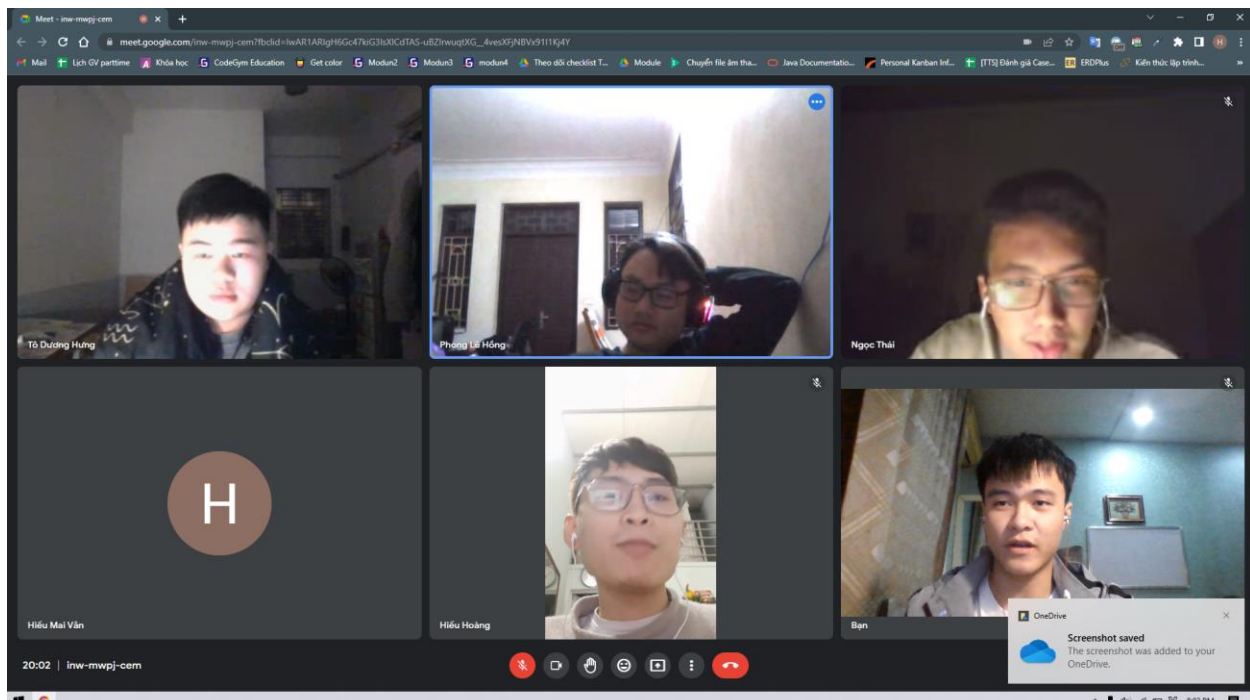 Meet - inw-mwpj-cem
meet.google.com/inw-mwpj-cem?fbclid=IwAR1ARIgH6Gc47kiG3IsXlCdTAS-uBZIrwuqtXG__4vesXFjNBVx91I1Kj4Y
Mail Lịch GV parttime Khóa học CodeGym Education Get color Modun2 Modun3 modun4 Theo dõi checklist T... Module Chuyển file âm tha... Java Documentatio... Personal Kanban Inf... [TTS] Đánh giá Case... ERDPlus Kiến thức lập trình... »
Tô Dương Hưng
Phong Lê Hồng
Ngọc Thái
H
Hiếu Mai Văn
Hiếu Hoàng
Bạn
OneDrive
Screenshot saved
The screenshot was added to your
OneDrive.
20:02 | inw-mwpj-cem